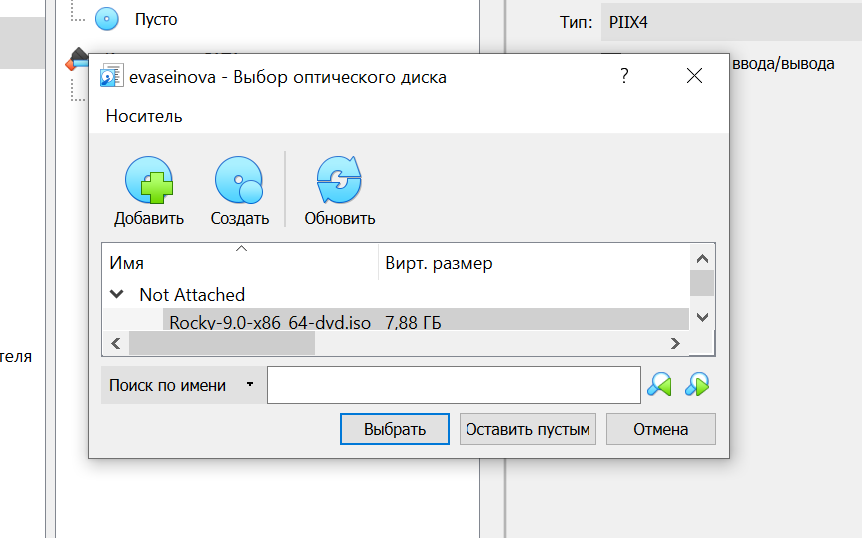 Пусто
Тип: PIIX4
ввода/вывода
evaseinova - Выбор оптического диска ?
Носитель
Добавить Создать Обновить
Имя Вирт. размер
Not Attached
Rocky-9.0-x86_64-dvd.iso 7,88 ГБ
теля
Поиск по имени
Выбрать Оставить пустым Отмена